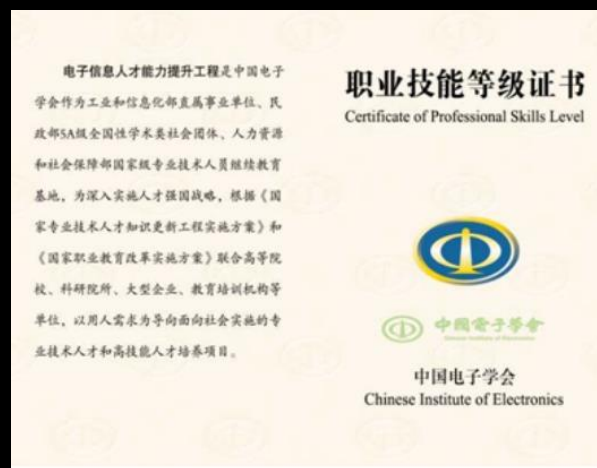 电子信息人才能力提升工程是中国电子
学会作为工业和信息化部直属事业单位、民
政部5A级全国性学术类社会团体、人力资源
和社会保障部国家级专业技术人员继续教育
基地，为深入实施人才强国战略，根据《国
家专业技术人才知识更新工程实施方案》和
《国家职业教育改革实施方案》联合高等院
校、科研院所、大型企业、教育培训机构等
单位，以用人需求为导向面向社会实施的专
业技术人才和高技能人才培养项目。
职业技能等级证书
Certificate of Professional Skills Level
中國電子學會
Chinese Institute of Electronics
中国电子学会
Chinese Institute of Electronics